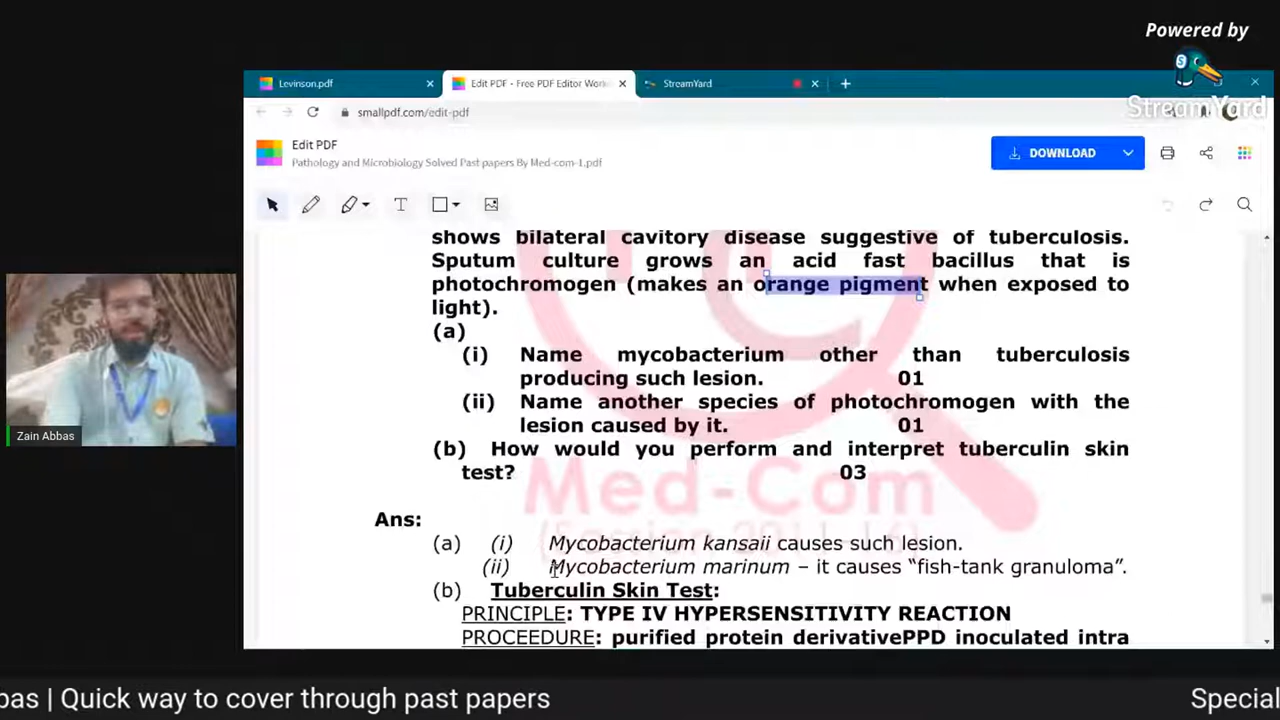 Powered by
StreamYard
Levinson.pdf
Edit PDF - Free PDF Editor Wor
StreamYard
smallpdf.com/edit-pdf
Edit PDF
Pathology and Microbiology Solved Past papers By Med-com-1.pdf
DOWNLOAD
shows bilateral cavitory disease suggestive of tuberculosis.
Sputum culture grows an acid fast bacillus that is
photochromogen (makes an orange pigment when exposed to
light).
(a)
(i) Name mycobacterium other than tuberculosis
producing such lesion. 01
(ii) Name another species of photochromogen with the
lesion caused by it. 01
(b) How would you perform and interpret tuberculin skin
test? 03
Med-Com
Ans:
(a) (i) Mycobacterium kansaii causes such lesion.
(ii) Mycobacterium marinum – it causes “fish-tank granuloma”.
(b) Tuberculin Skin Test:
PRINCIPLE: TYPE IV HYPERSENSITIVITY REACTION
PROCEEDURE: purified protein derivativePPD inoculated intra
Zain Abbas
bas | Quick way to cover through past papers
Special